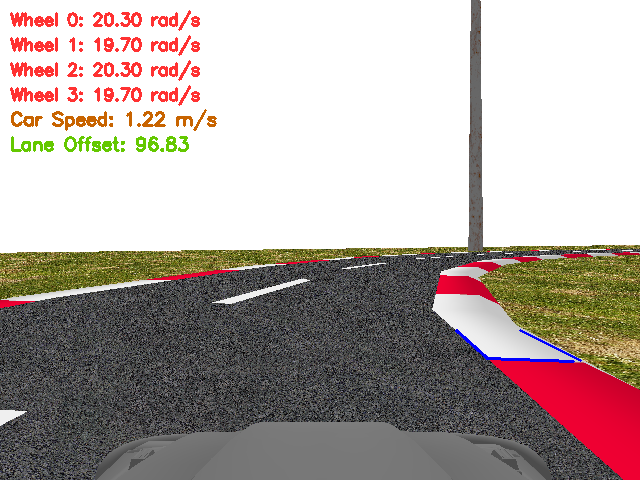 Wheel 0: 20.30 rad/s
Wheel 1: 19.70 rad/s
Wheel 2: 20.30 rad/s
Wheel 3: 19.70 rad/s
Car Speed: 1.22 m/s
Lane Offset: 96.83